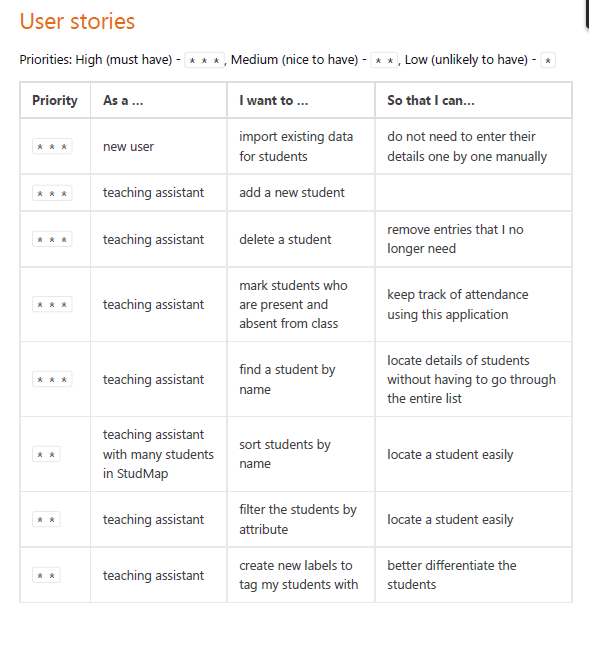 User stories
Priorities: High (must have) - * * *, Medium (nice to have) - * *, Low (unlikely to have) - *
Priority As a ... I want to ... So that I can...
* * * new user import existing data for students do not need to enter their details one by one manually
* * * teaching assistant add a new student
* * * teaching assistant delete a student remove entries that I no longer need
* * * teaching assistant mark students who are present and absent from class keep track of attendance using this application
* * * teaching assistant find a student by name locate details of students without having to go through the entire list
* * teaching assistant with many students in StudMap sort students by name locate a student easily
* * teaching assistant filter the students by attribute locate a student easily
* * teaching assistant create new labels to tag my students with better differentiate the students